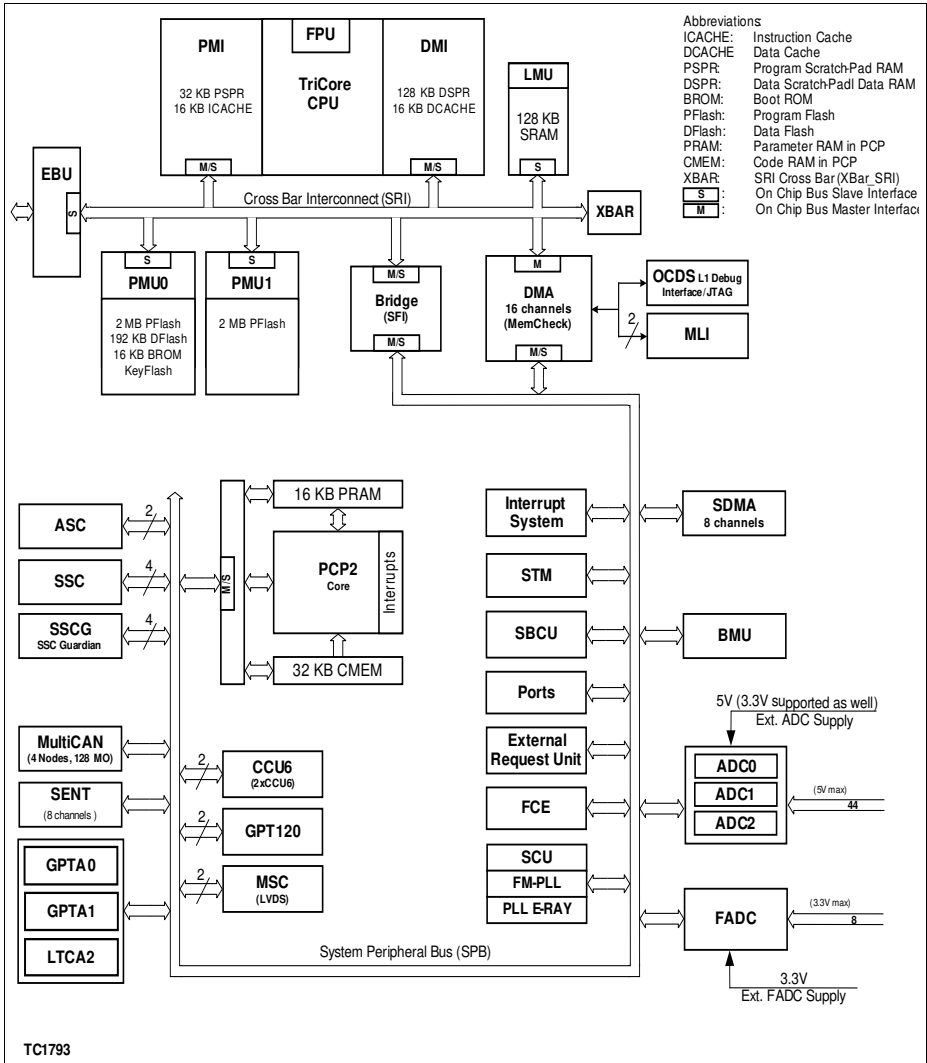 PMI
32 KB PSPR
16 KB ICACHE
M/S
FPU
TriCore
CPU
DMI
128 KB DSPR
16 KB DCACHE
M/S
LMU
128 KB
SRAM
S
Abbreviations:
ICACHE: Instruction Cache
DCACHE Data Cache
PSPR: Program Scratch-Pad RAM
DSPR: Data Scratch-Padl Data RAM
BROM: Boot ROM
PFlash: Program Flash
DFlash: Data Flash
PRAM: Parameter RAM in PCP
CMEM: Code RAM in PCP
XBAR: SRI Cross Bar (XBar_SRI)
S : On Chip Bus Slave Interface
M : On Chip Bus Master Interface
EBU
S
Cross Bar Interconnect (SRI)
XBAR
S
PMU0
2 MB PFlash
192 KB DFlash
16 KB BROM
KeyFlash
S
PMU1
2 MB PFlash
M/S
Bridge
(SFI)
M/S
M
DMA
16 channels
(MemCheck)
M/S
OCDS L1 Debug
Interface/JTAG
2
MLI
ASC
2
SSC
4
SSCG
SSC Guardian
4
M/S
16 KB PRAM
PCP2
Core
Interrupts
32 KB CMEM
Interrupt
System
SDMA
8 channels
STM
SBCU
BMU
Ports
External
Request Unit
FCE
SCU
FM-PLL
PLL E-RAY
5V (3.3V supported as well)
Ext. ADC Supply
ADC0
ADC1
ADC2
(5V max)
44
FADC
(3.3V max)
8
3.3V
Ext. FADC Supply
MultiCAN
(4 Nodes, 128 MO)
SENT
(8 channels )
GPTA0
GPTA1
LTCA2
2
CCU6
(2xCCU6)
2
GPT120
2
MSC
(LVDS)
System Peripheral Bus (SPB)
TC1793